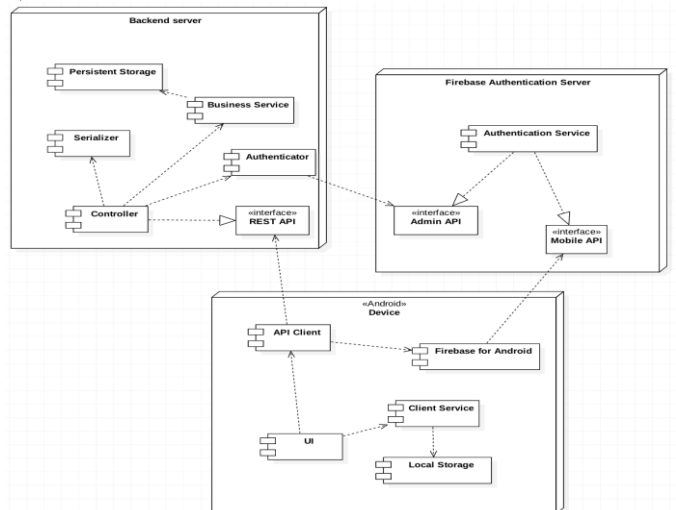 Backend server
Persistent Storage
Business Service
Serializer
Authenticator
Controller
«interface»
REST API
Firebase Authentication Server
Authentication Service
«interface»
Admin API
«interface»
Mobile API
«Android»
Device
API Client
Firebase for Android
Client Service
UI
Local Storage